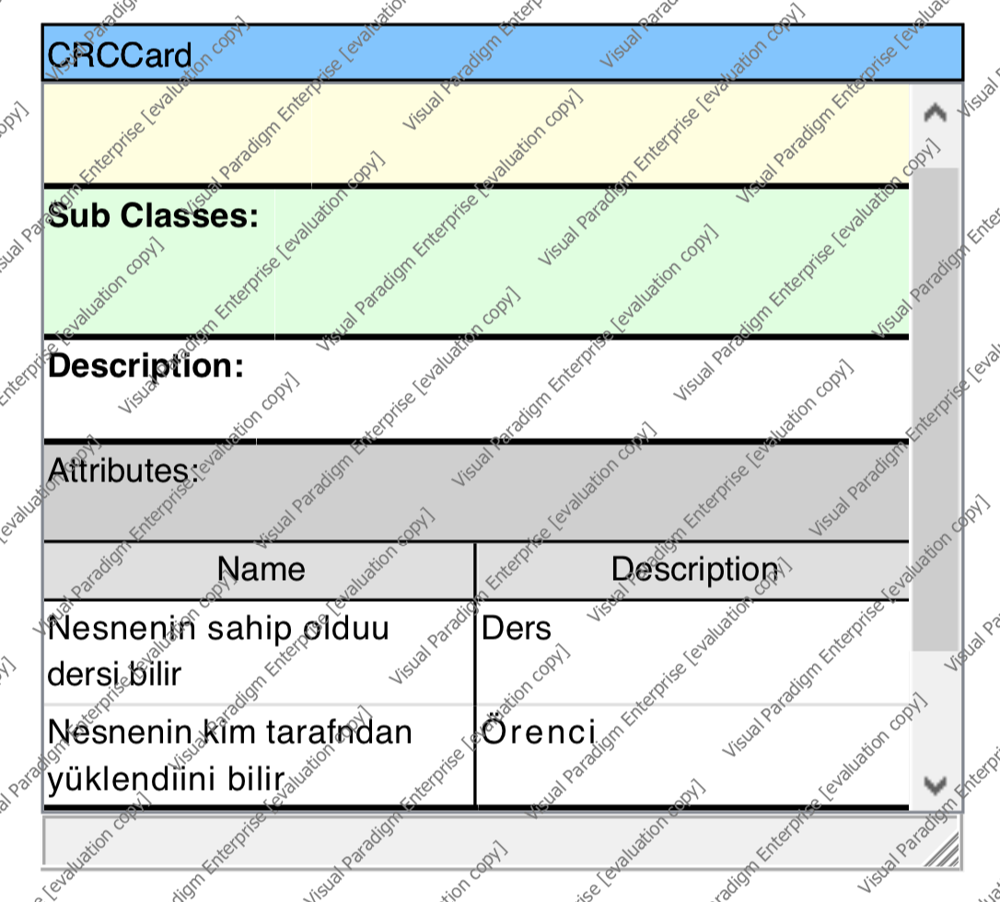 CRCCard
Sub Classes:
Description:
Attributes:
Name Description
Nesnenin sahip olduu Ders
dersi bilir
Nesnenin kim tarafndan Örenci
yüklendiini bilir
Visual Paradigm Enterprise [evaluation copy]